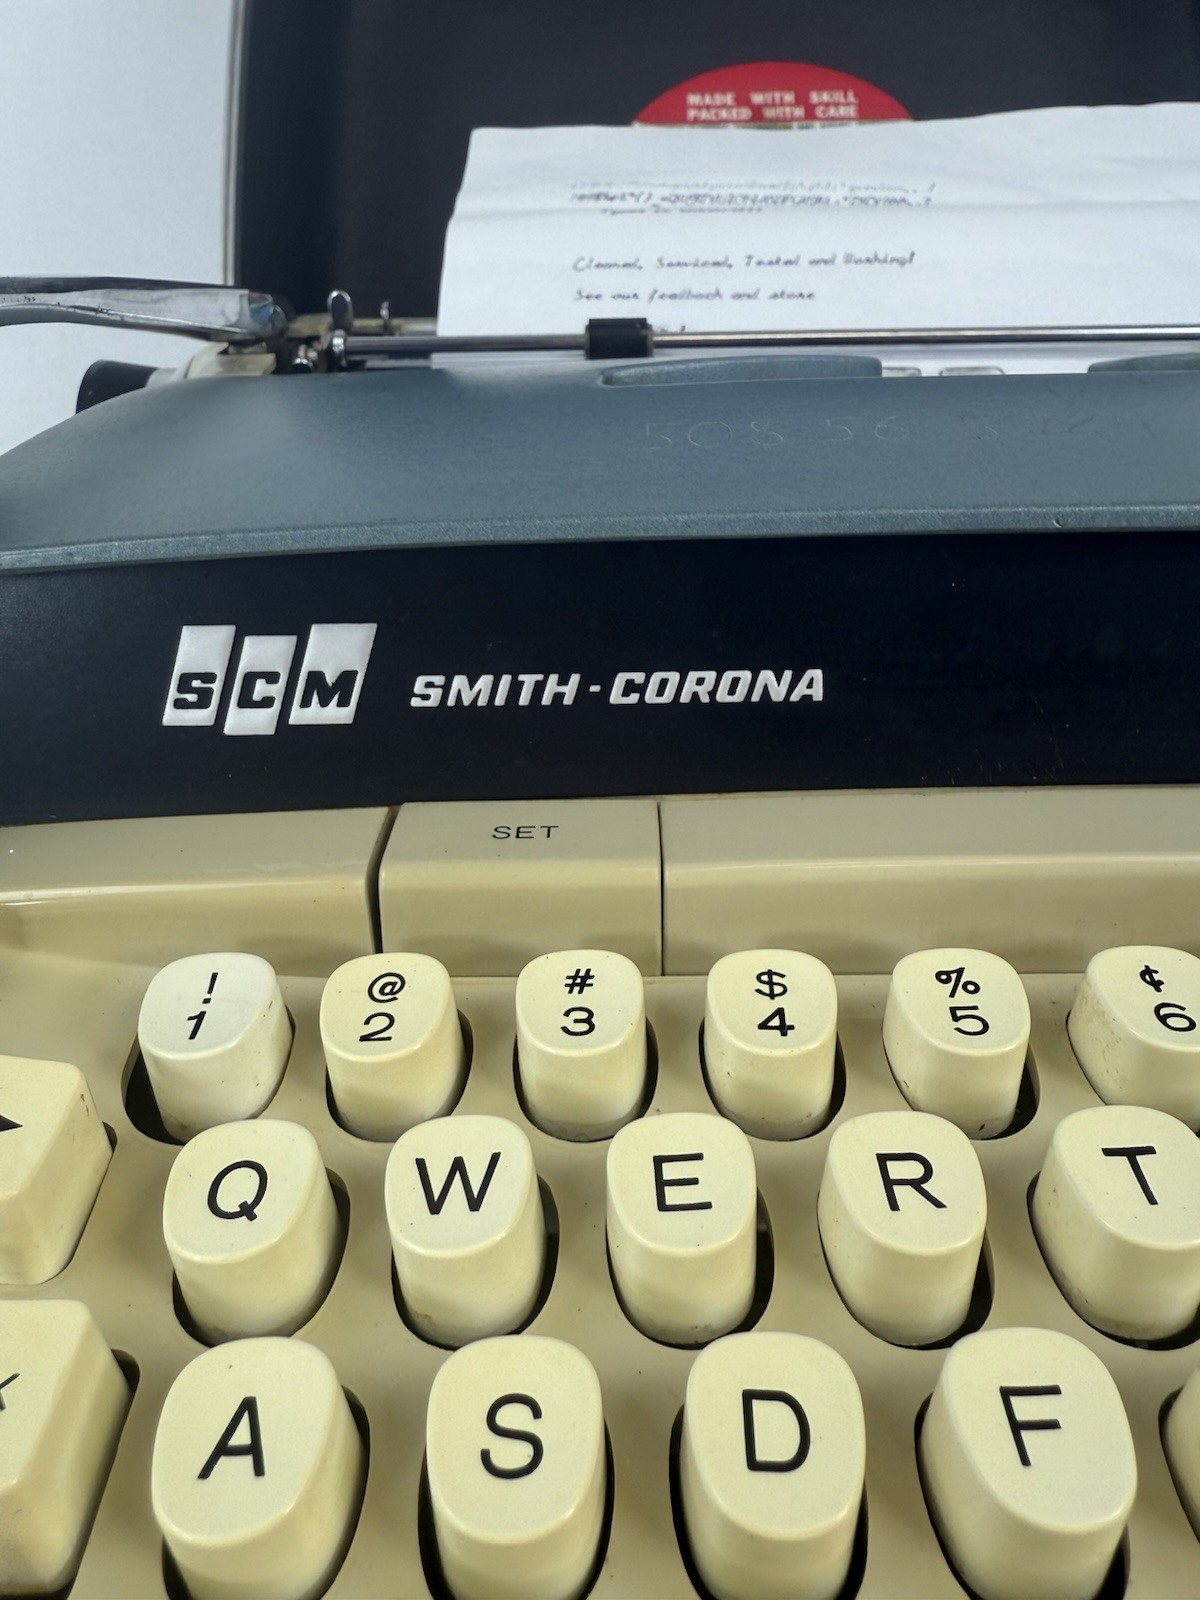 MADE WITH SKILL
PACKED WITH CARE
Cleaned, Serviced, Tested and Working!
See our feedback and store
SCM SMITH-CORONA
SET
! @ # $ % ¢
1 2 3 4 5 6
Q W E R T
A S D F